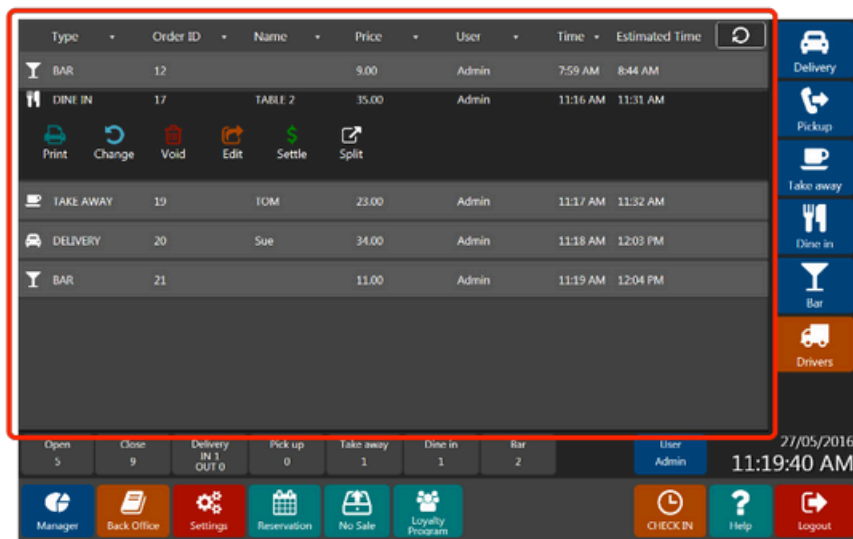 Type Order ID Name Price User Time Estimated Time
Delivery
BAR 12 9.00 Admin 7:59 AM 8:44 AM
DINE IN 17 TABLE 2 35.00 Admin 11:16 AM 11:31 AM
Pickup
Print Change Void Edit Settle Split
Take away
TAKE AWAY 19 TOM 23.00 Admin 11:17 AM 11:32 AM
DELIVERY 20 Sue 34.00 Admin 11:18 AM 12:03 PM
Dine in
BAR 21 11.00 Admin 11:19 AM 12:04 PM
Bar
Drivers
Open Close Delivery Pick up Take away Dine in Bar User 27/05/2016
5 9 IN 1 0 1 1 2 Admin 11:19:40 AM
OUT 0
Manager Back Office Settings Reservation No Sale Loyalty CHECK IN Help Logout
Program